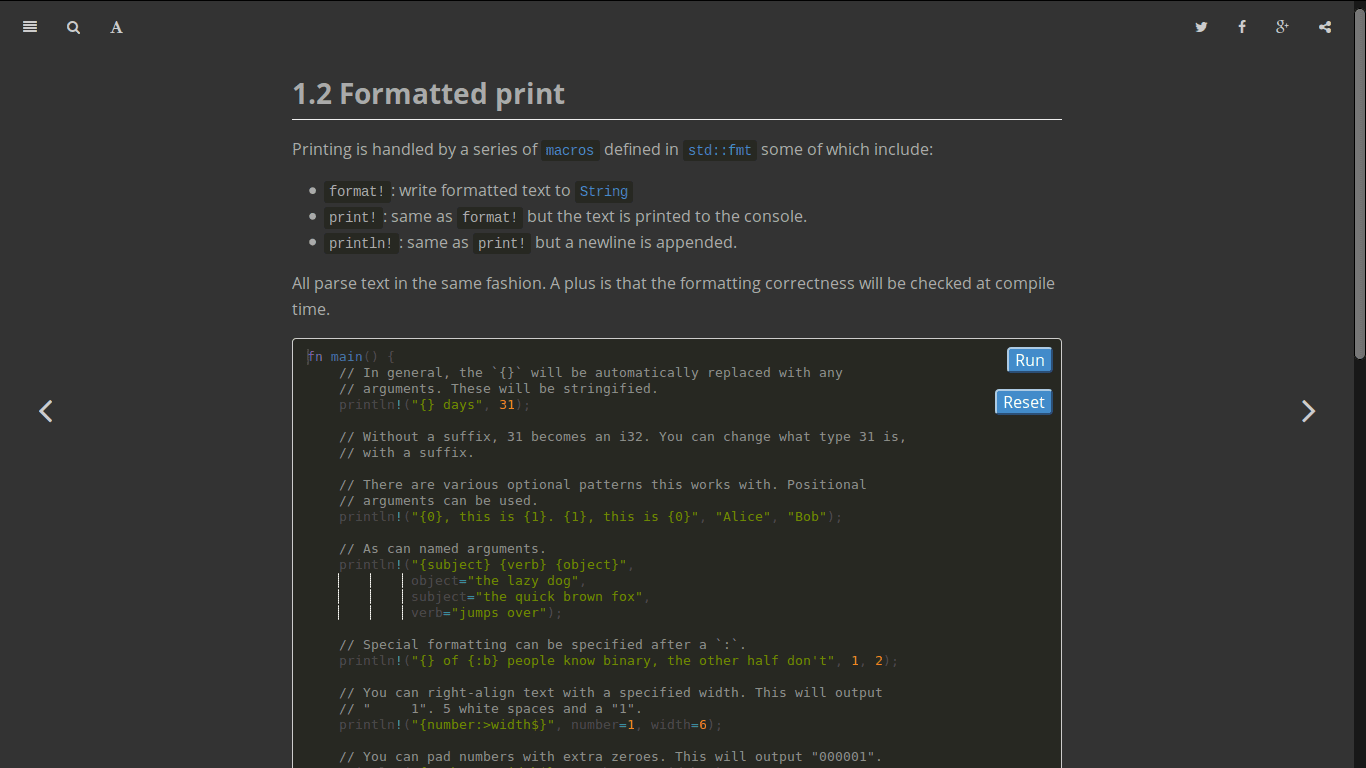 A
1.2 Formatted print
Printing is handled by a series of macros defined in std::fmt some of which include:
format! : write formatted text to String
print! : same as format! but the text is printed to the console.
println! : same as print! but a newline is appended.
All parse text in the same fashion. A plus is that the formatting correctness will be checked at compile
time.
Run
Reset
fn main() {
    // In general, the `{}` will be automatically replaced with any
    // arguments. These will be stringified.
    println!("{} days", 31);
    // Without a suffix, 31 becomes an i32. You can change what type 31 is,
    // with a suffix.
    // There are various optional patterns this works with. Positional
    // arguments can be used.
    println!("{0}, this is {1}. {1}, this is {0}", "Alice", "Bob");
    // As can named arguments.
    println!("{subject} {verb} {object}",
             object="the lazy dog",
             subject="the quick brown fox",
             verb="jumps over");
    // Special formatting can be specified after a `:`.
    println!("{} of {:b} people know binary, the other half don't", 1, 2);
    // You can right-align text with a specified width. This will output
    // "     1". 5 white spaces and a "1".
    println!("{number:>width$}", number=1, width=6);
    // You can pad numbers with extra zeroes. This will output "000001".